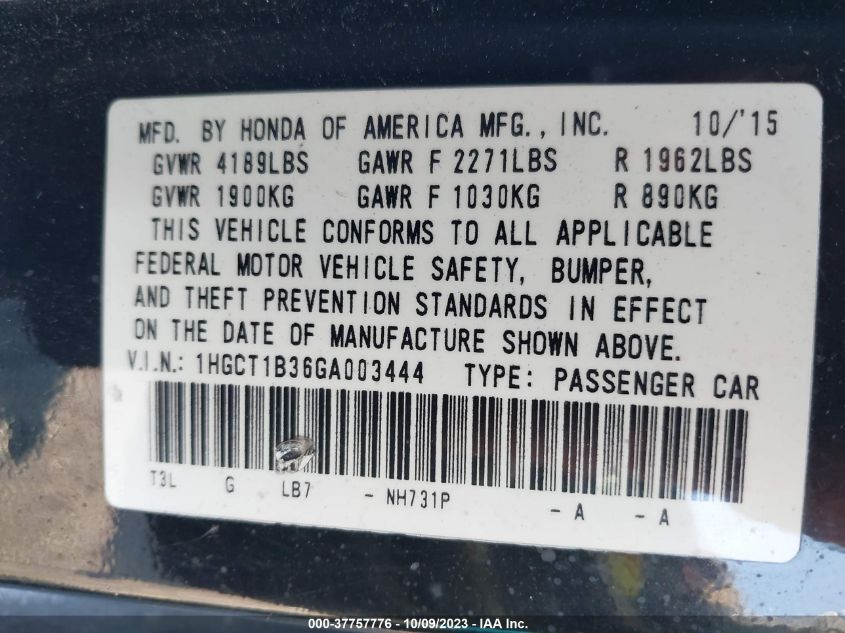 MFD. BY HONDA OF AMERICA MFG., INC. 10/'15
GVWR 4189LBS GAWR F 2271LBS R 1962LBS
GVWR 1900KG GAWR F 1030KG R 890KG
THIS VEHICLE CONFORMS TO ALL APPLICABLE
FEDERAL MOTOR VEHICLE SAFETY, BUMPER,
AND THEFT PREVENTION STANDARDS IN EFFECT
ON THE DATE OF MANUFACTURE SHOWN ABOVE.
V.I.N.: 1HGCT1B36GA003444 TYPE: PASSENGER CAR
T3L G LB7 - NH731P - A - A
000-37757776 - 10/09/2023 - IAA Inc.